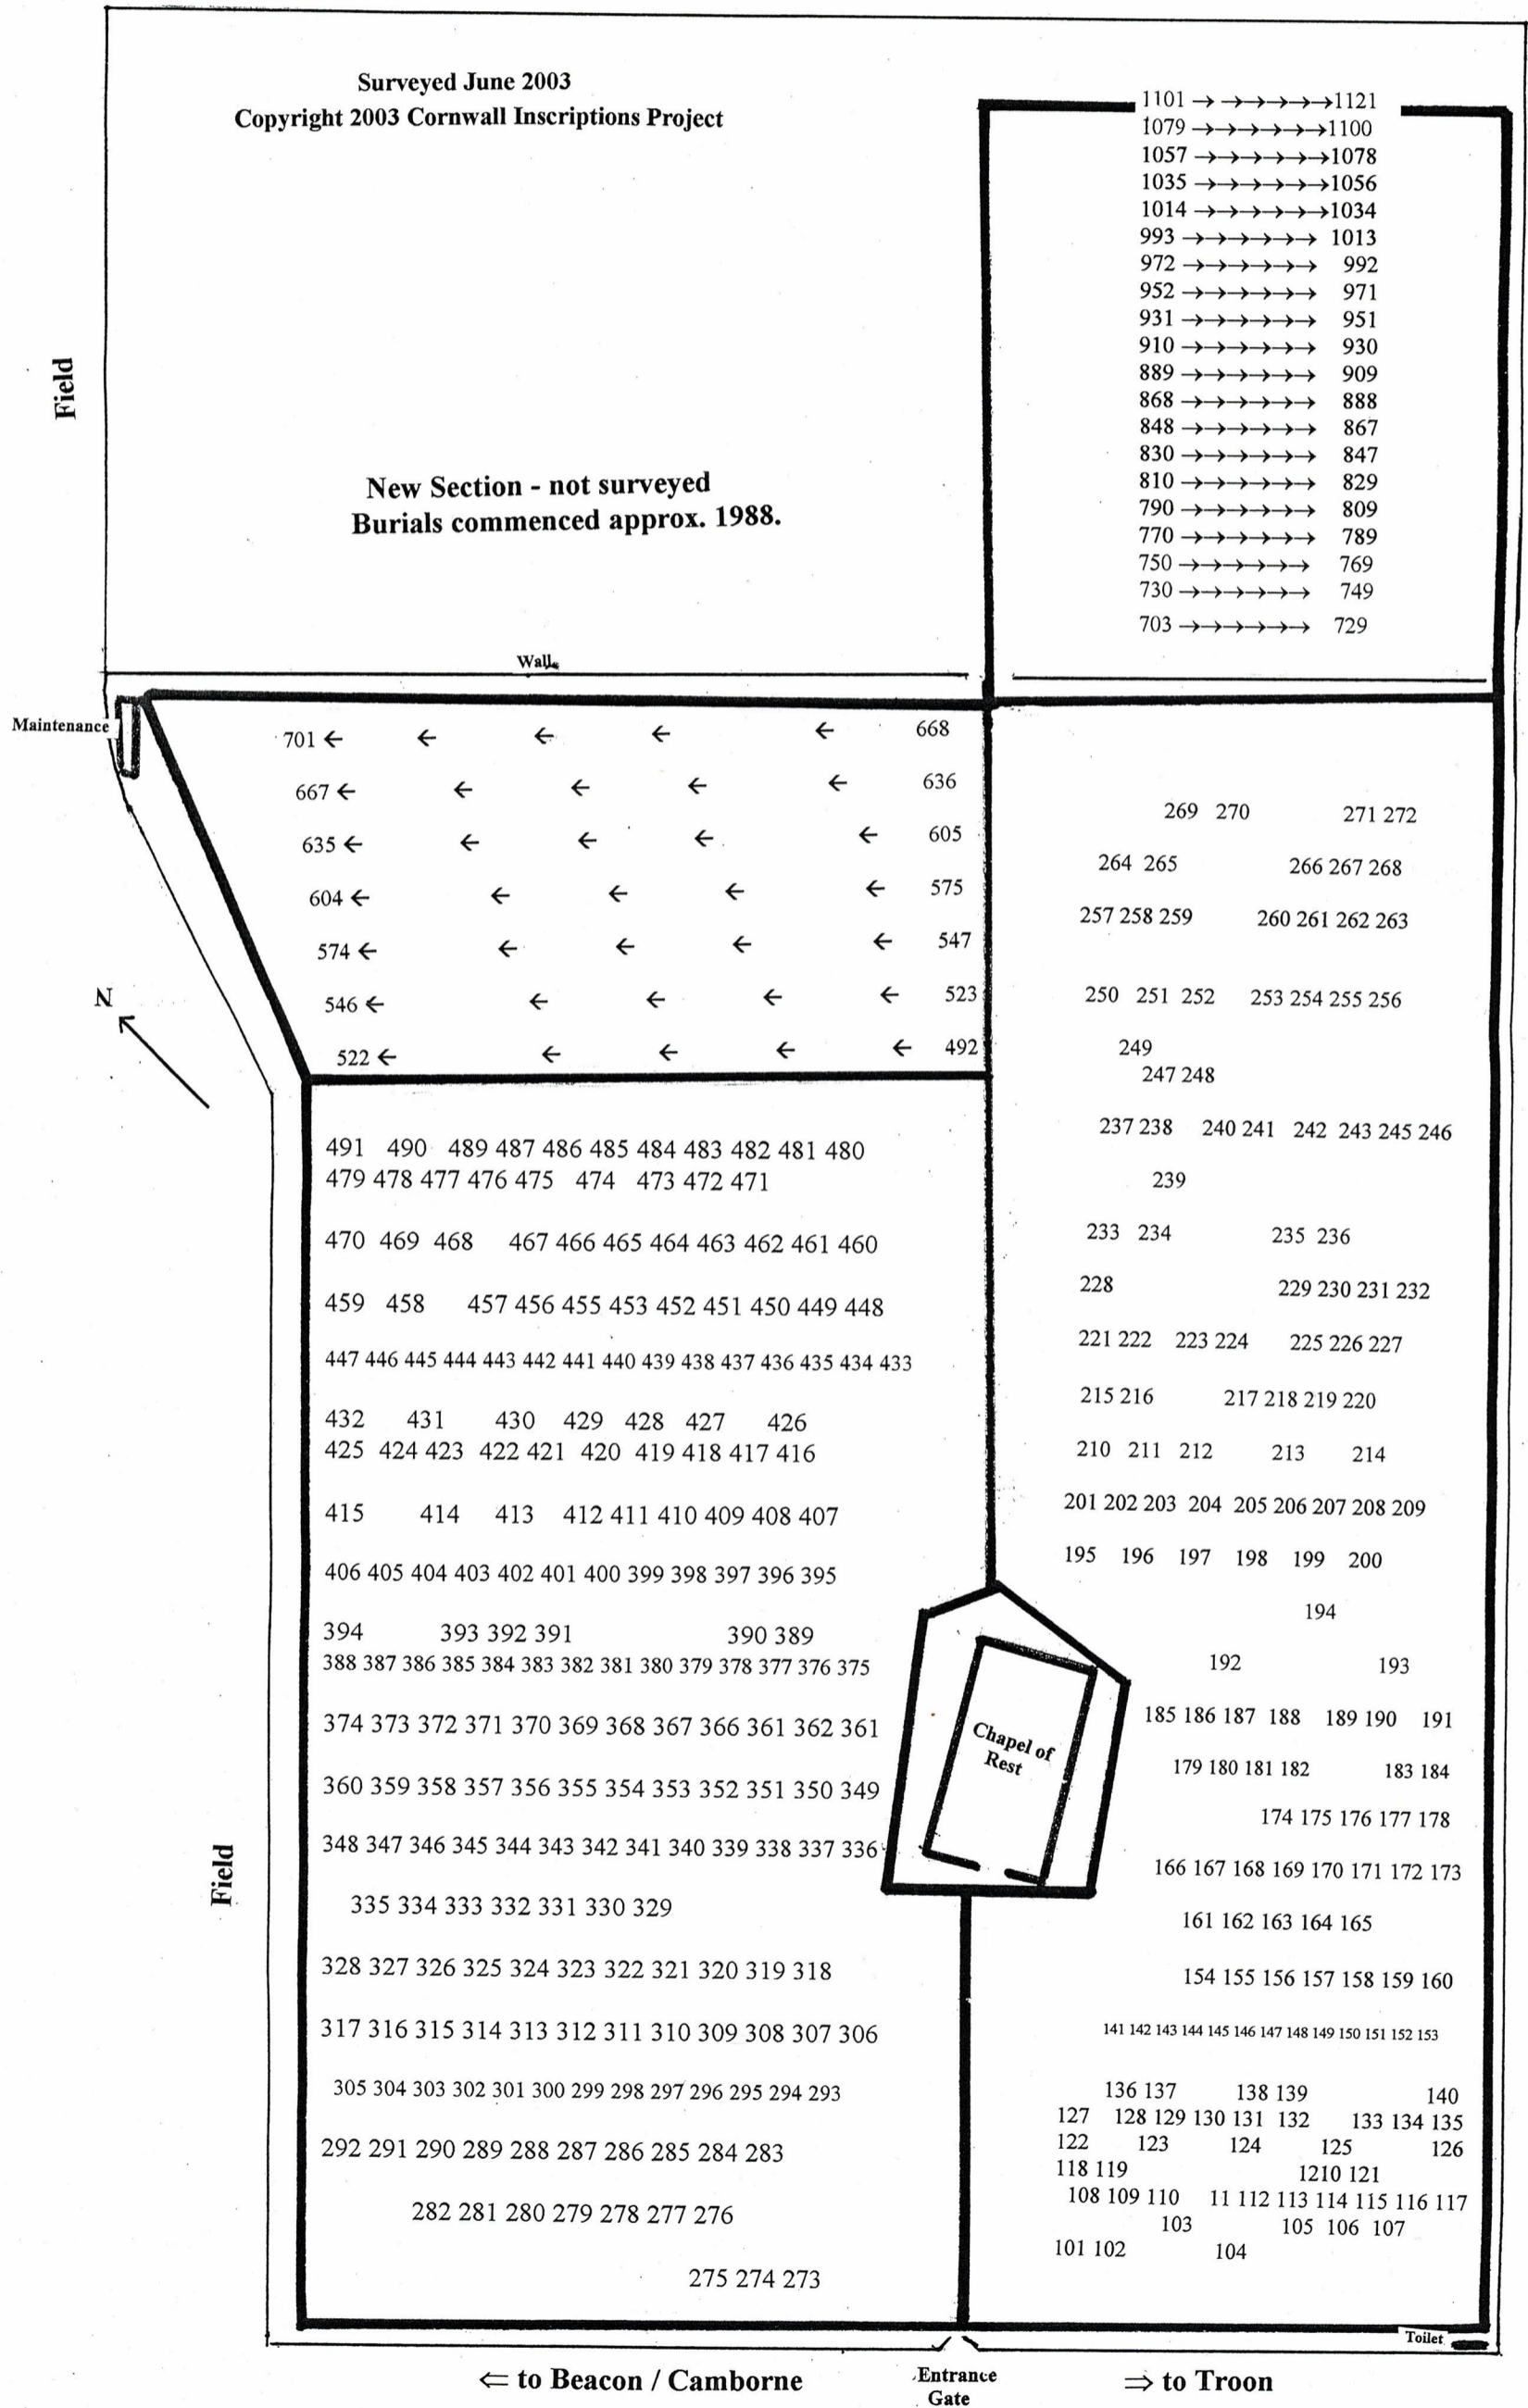 Surveyed June 2003
Copyright 2003 Cornwall Inscriptions Project
1101 → →→→→→1121
1079 →→→→→→1100
1057 →→→→→→1078
1035 →→→→→→1056
1014 →→→→→→1034
993 →→→→→→ 1013
972 →→→→→→ 992
952 →→→→→→ 971
931 →→→→→→ 951
910 →→→→→→ 930
889 →→→→→→ 909
868 →→→→→→ 888
848 →→→→→→ 867
830 →→→→→→ 847
810 →→→→→→ 829
790 →→→→→→ 809
770 →→→→→→ 789
750 →→→→→→ 769
730 →→→→→→ 749
703 →→→→→→ 729
Field
New Section - not surveyed
Burials commenced approx. 1988.
Wall
Maintenance
701 ← ← ← ← ← 668
667 ← ← ← ← ← 636
635 ← ← ← ← ← 605
604 ← ← ← ← ← 575
574 ← ← ← ← ← 547
546 ← ← ← ← ← 523
522 ← ← ← ← ← 492
N
491 490 489 487 486 485 484 483 482 481 480
479 478 477 476 475 474 473 472 471
470 469 468 467 466 465 464 463 462 461 460
459 458 457 456 455 453 452 451 450 449 448
447 446 445 444 443 442 441 440 439 438 437 436 435 434 433
432 431 430 429 428 427 426
425 424 423 422 421 420 419 418 417 416
415 414 413 412 411 410 409 408 407
406 405 404 403 402 401 400 399 398 397 396 395
394 393 392 391 390 389
388 387 386 385 384 383 382 381 380 379 378 377 376 375
374 373 372 371 370 369 368 367 366 361 362 361
360 359 358 357 356 355 354 353 352 351 350 349
348 347 346 345 344 343 342 341 340 339 338 337 336
335 334 333 332 331 330 329
328 327 326 325 324 323 322 321 320 319 318
317 316 315 314 313 312 311 310 309 308 307 306
305 304 303 302 301 300 299 298 297 296 295 294 293
292 291 290 289 288 287 286 285 284 283
282 281 280 279 278 277 276
275 274 273
Field
Chapel of
Rest
269 270 271 272
264 265 266 267 268
257 258 259 260 261 262 263
250 251 252 253 254 255 256
249
247 248
237 238 240 241 242 243 245 246
239
233 234 235 236
228 229 230 231 232
221 222 223 224 225 226 227
215 216 217 218 219 220
210 211 212 213 214
201 202 203 204 205 206 207 208 209
195 196 197 198 199 200
194
192 193
185 186 187 188 189 190 191
179 180 181 182 183 184
174 175 176 177 178
166 167 168 169 170 171 172 173
161 162 163 164 165
154 155 156 157 158 159 160
141 142 143 144 145 146 147 148 149 150 151 152 153
136 137 138 139 140
127 128 129 130 131 132 133 134 135
122 123 124 125 126
118 119 1210 121
108 109 110 11 112 113 114 115 116 117
103 105 106 107
101 102 104
Toilet
⇐ to Beacon / Camborne
Entrance
Gate
⇒ to Troon